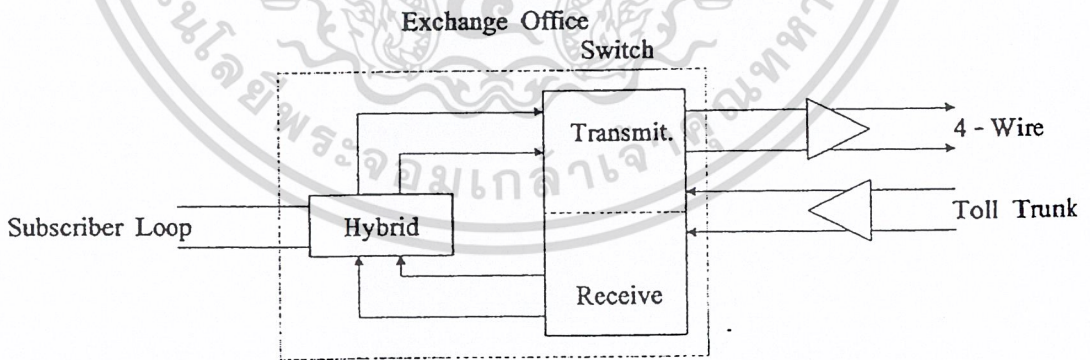 Exchange Office
Switch
Transmit.
4 - Wire
Subscriber Loop
Hybrid
Toll Trunk
Receive